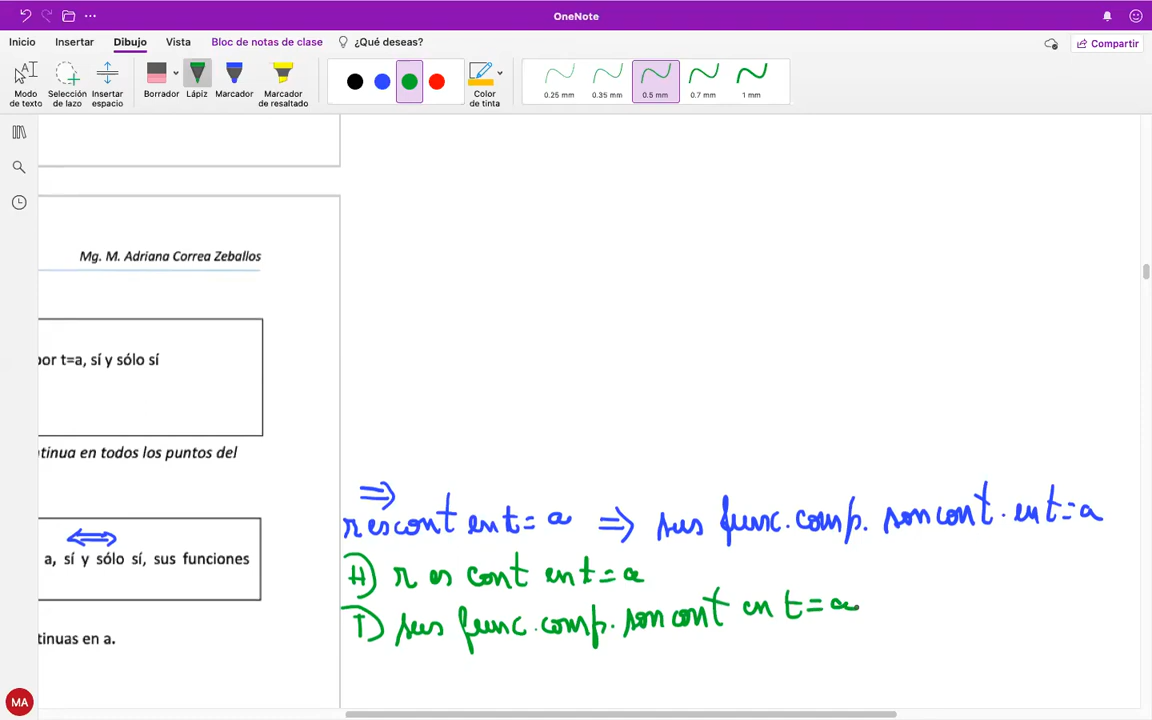 OneNote
Inicio Insertar Dibujo Vista Bloc de notas de clase ¿Qué deseas? Compartir
Modo de texto Selección de lazo Insertar espacio Borrador Lápiz Marcador Marcador de resaltado Color de tinta 0.25 mm 0.35 mm 0.5 mm 0.7 mm 1 mm
Mg. M. Adriana Correa Zeballos
por t=a, sí y sólo sí
tinua en todos los puntos del
⇒
r es cont en t = a ⇒ sus func. comp. son cont. en t=a
⇔
a, sí y sólo sí, sus funciones
H) r es cont en t = a
T) sus func. comp. son cont en t = a
tinuas en a.
MA